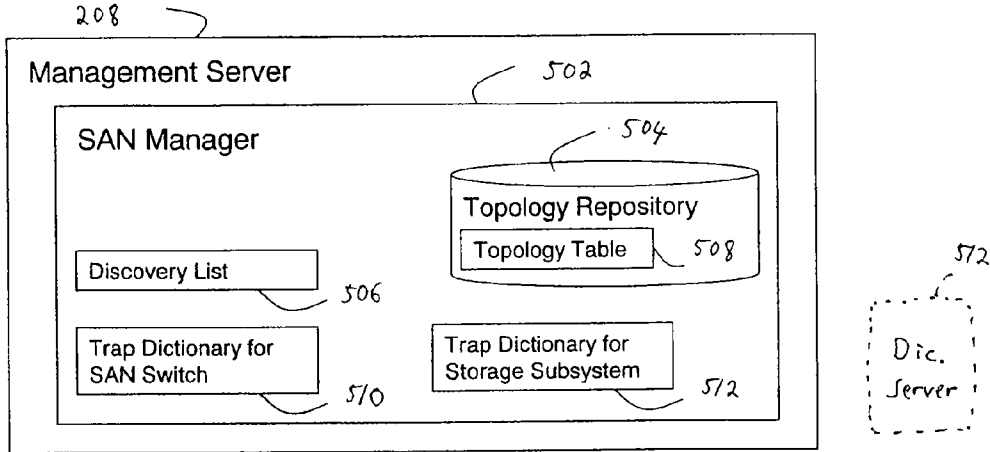 208
Management Server
502
SAN Manager
504
Topology Repository
Topology Table
508
Discovery List
506
512
Trap Dictionary for
SAN Switch
510
Trap Dictionary for
Storage Subsystem
512
Dic.
Server